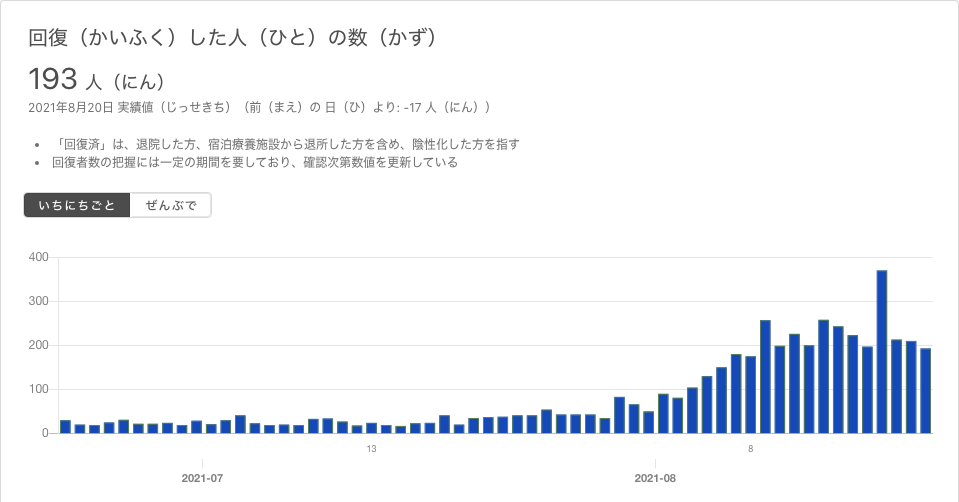 回復（かいふく）した人（ひと）の数（かず）
193 人（にん）
2021年8月20日 実績値（じっせきち）（前（まえ）の 日（ひ）より: -17 人（にん））
「回復済」は、退院した方、宿泊療養施設から退所した方を含め、陰性化した方を指す
回復者数の把握には一定の期間を要しており、確認次第数値を更新している
いちにちごと ぜんぶで
400
300
200
100
0
13 8
2021-07 2021-08